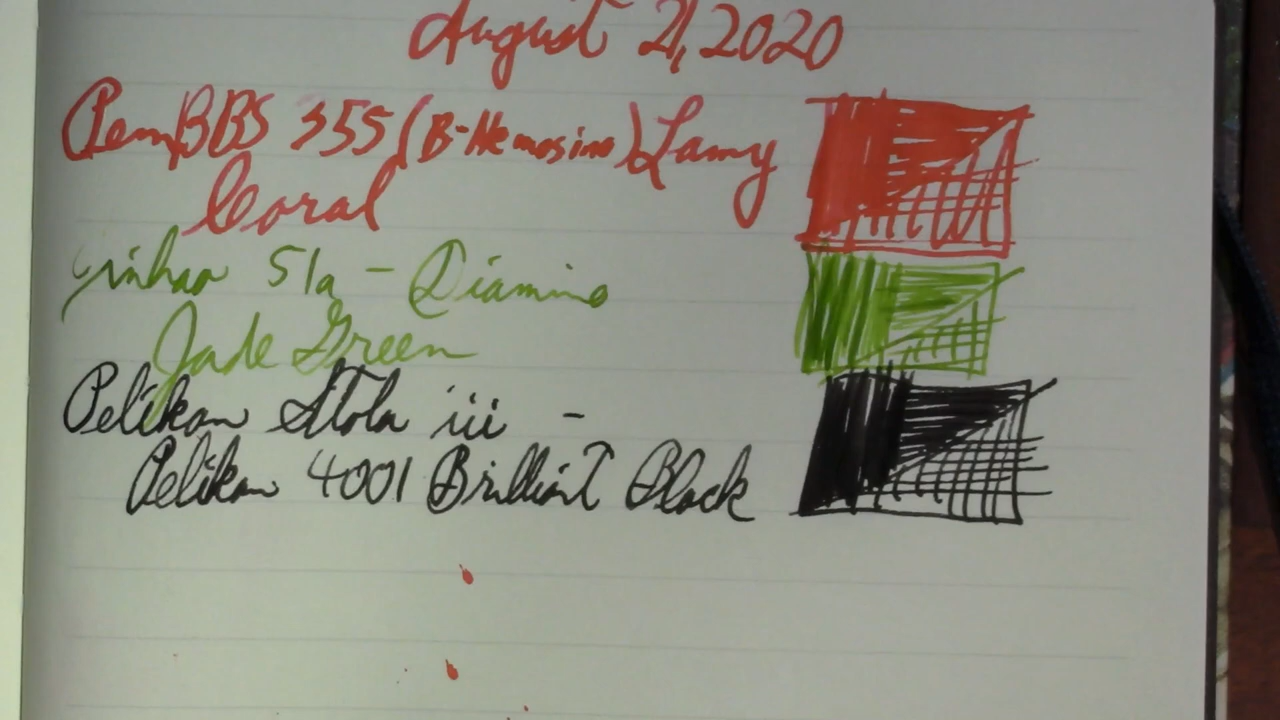 August 21, 2020
PenBBS 355 (B-Hemosino) Lamy
Coral
Jinhao 51a - Diamine
Jade Green
Pelikan Stola iii -
Pelikan 4001 Brilliant Black